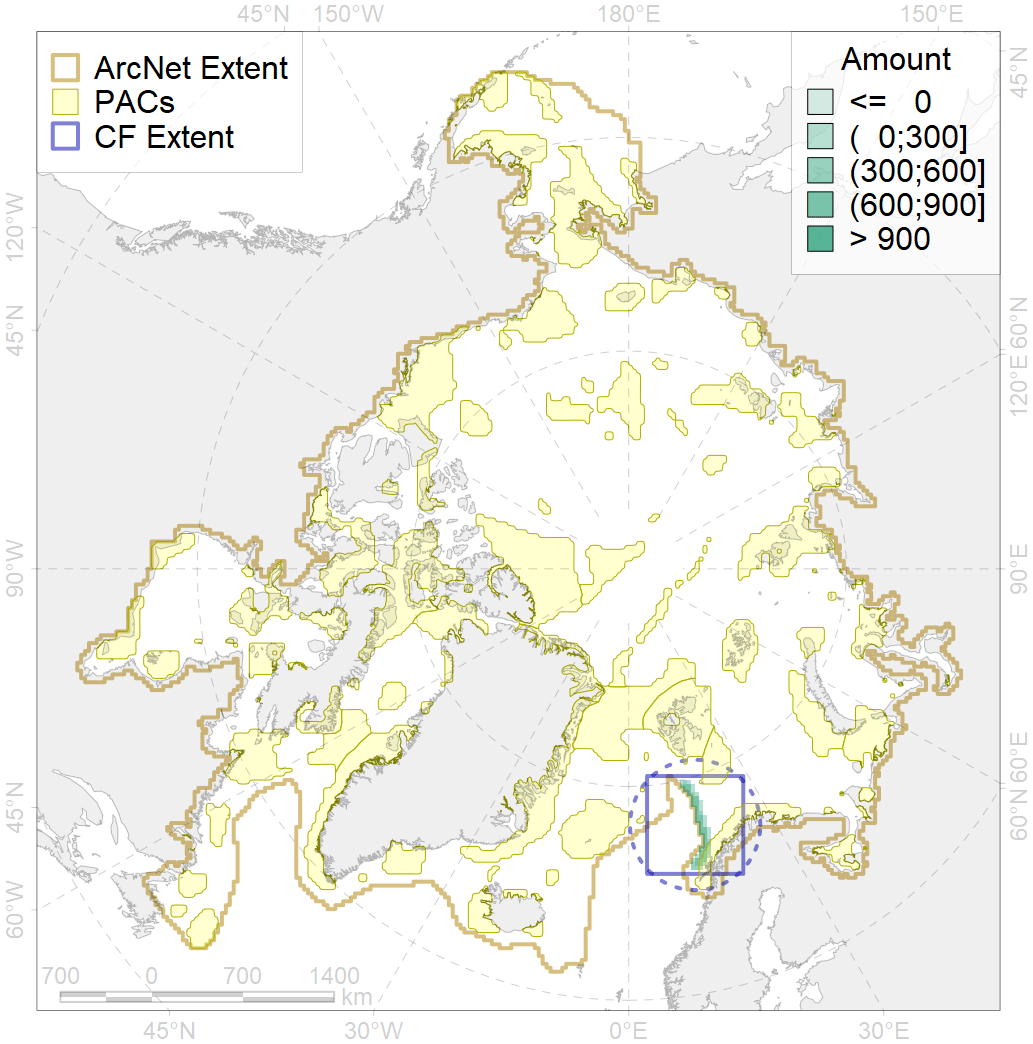 45°N 150°W 180°E 150°E
ArcNet Extent
PACs
CF Extent
Amount
<= 0
( 0;300]
(300;600]
(600;900]
> 900
45°N
120°W
45°N
60°N
120°E
90°W
90°E
45°N
60°N
60°E
60°W
700 0 700 1400
km
45°N 30°W 0°E 30°E